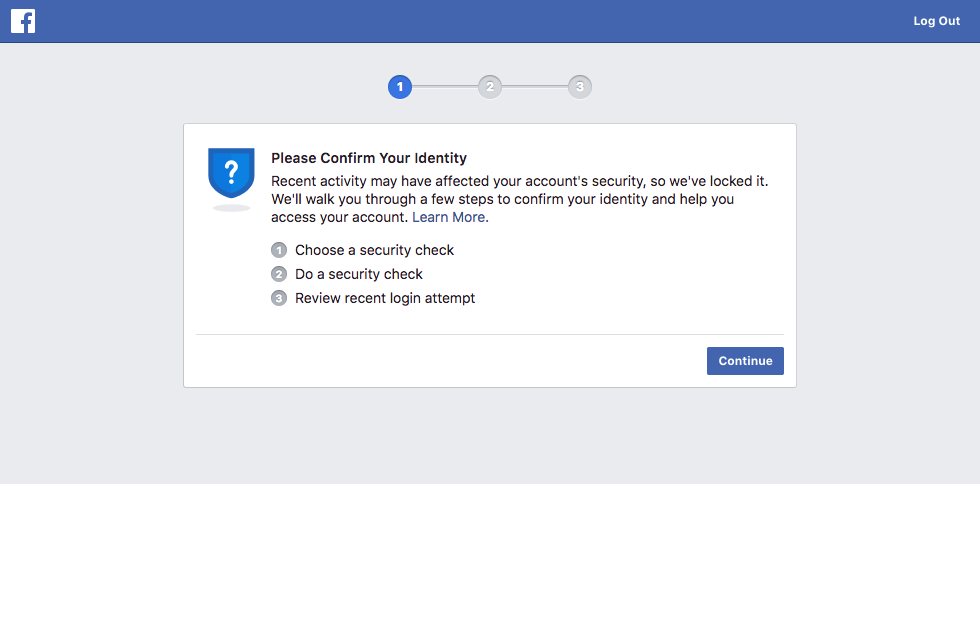 Log Out
1 2 3
Please Confirm Your Identity
Recent activity may have affected your account's security, so we've locked it.
We'll walk you through a few steps to confirm your identity and help you
access your account. Learn More.
1 Choose a security check
2 Do a security check
3 Review recent login attempt
Continue